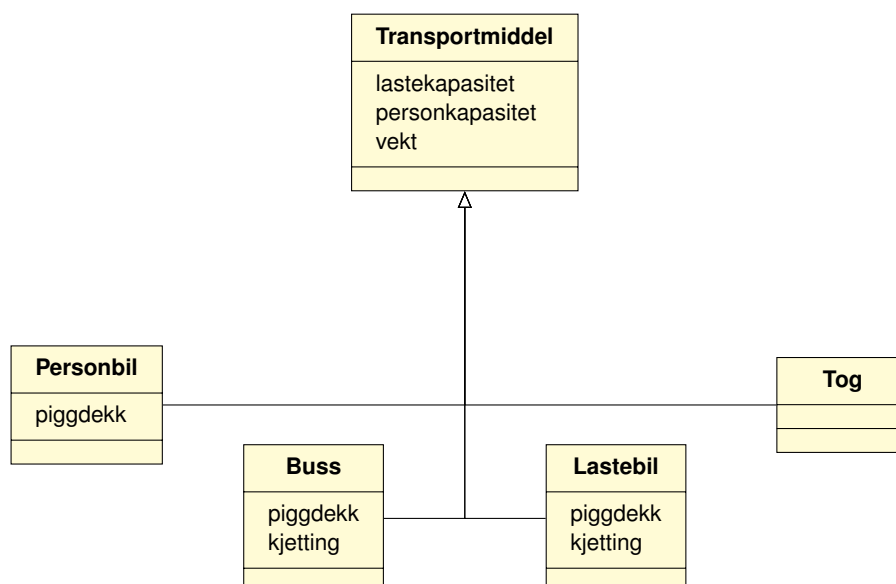 Transportmiddel
lastekapasitet
personkapasitet
vekt
Personbil
piggdekk
Tog
Buss
piggdekk
kjetting
Lastebil
piggdekk
kjetting